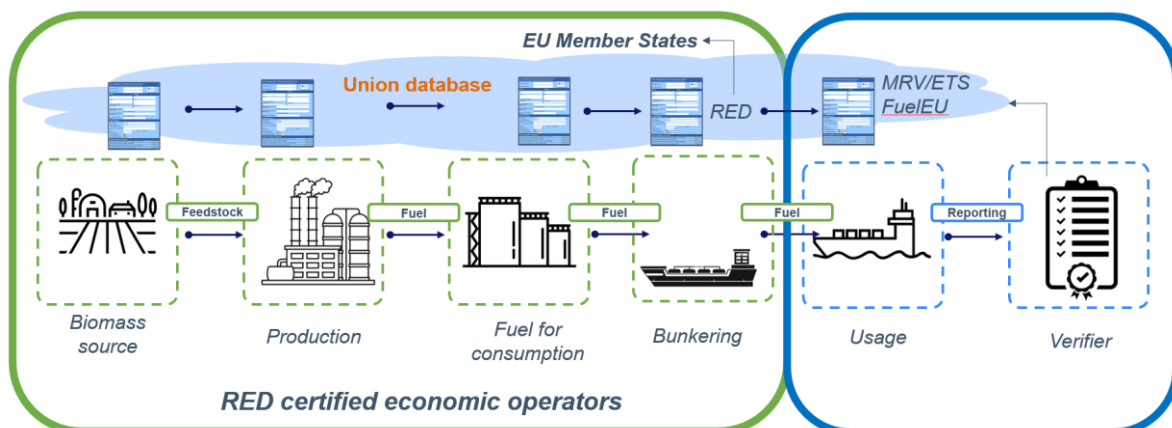 EU Member States
Union database
RED
MRV/ETS
FuelEU
Feedstock
Fuel
Fuel
Fuel
Reporting
Biomass
source
Production
Fuel for
consumption
Bunkering
Usage
Verifier
RED certified economic operators